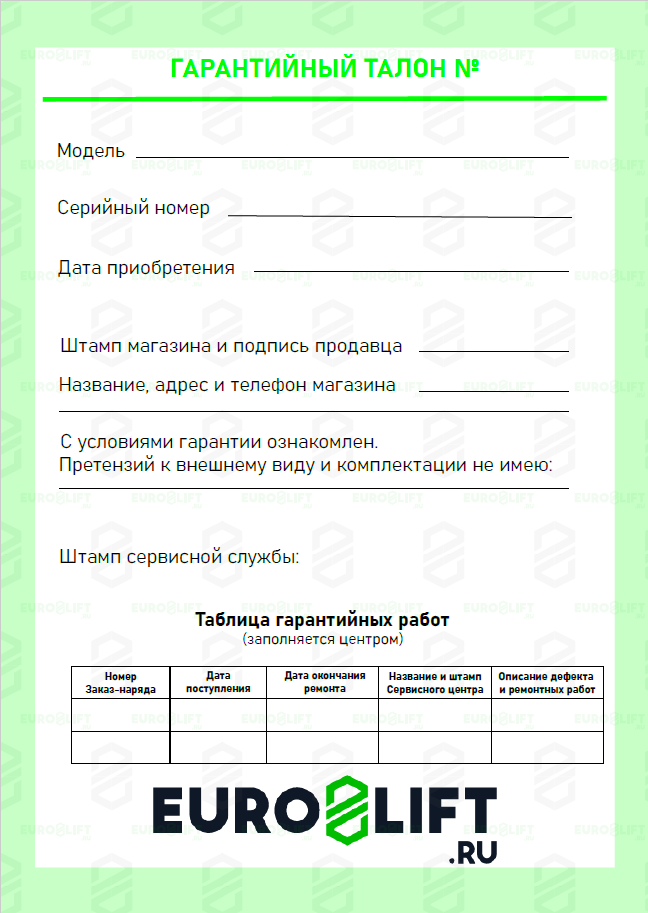 ГАРАНТИЙНЫЙ ТАЛОН №
Модель
Серийный номер
Дата приобретения
Штамп магазина и подпись продавца
Название, адрес и телефон магазина
С условиями гарантии ознакомлен.
Претензий к внешнему виду и комплектации не имею:
Штамп сервисной службы:
Таблица гарантийных работ
(заполняется центром)
Номер Заказ-наряда
Дата поступления
Дата окончания ремонта
Название и штамп Сервисного центра
Описание дефекта и ремонтных работ
EUROLIFT
.RU